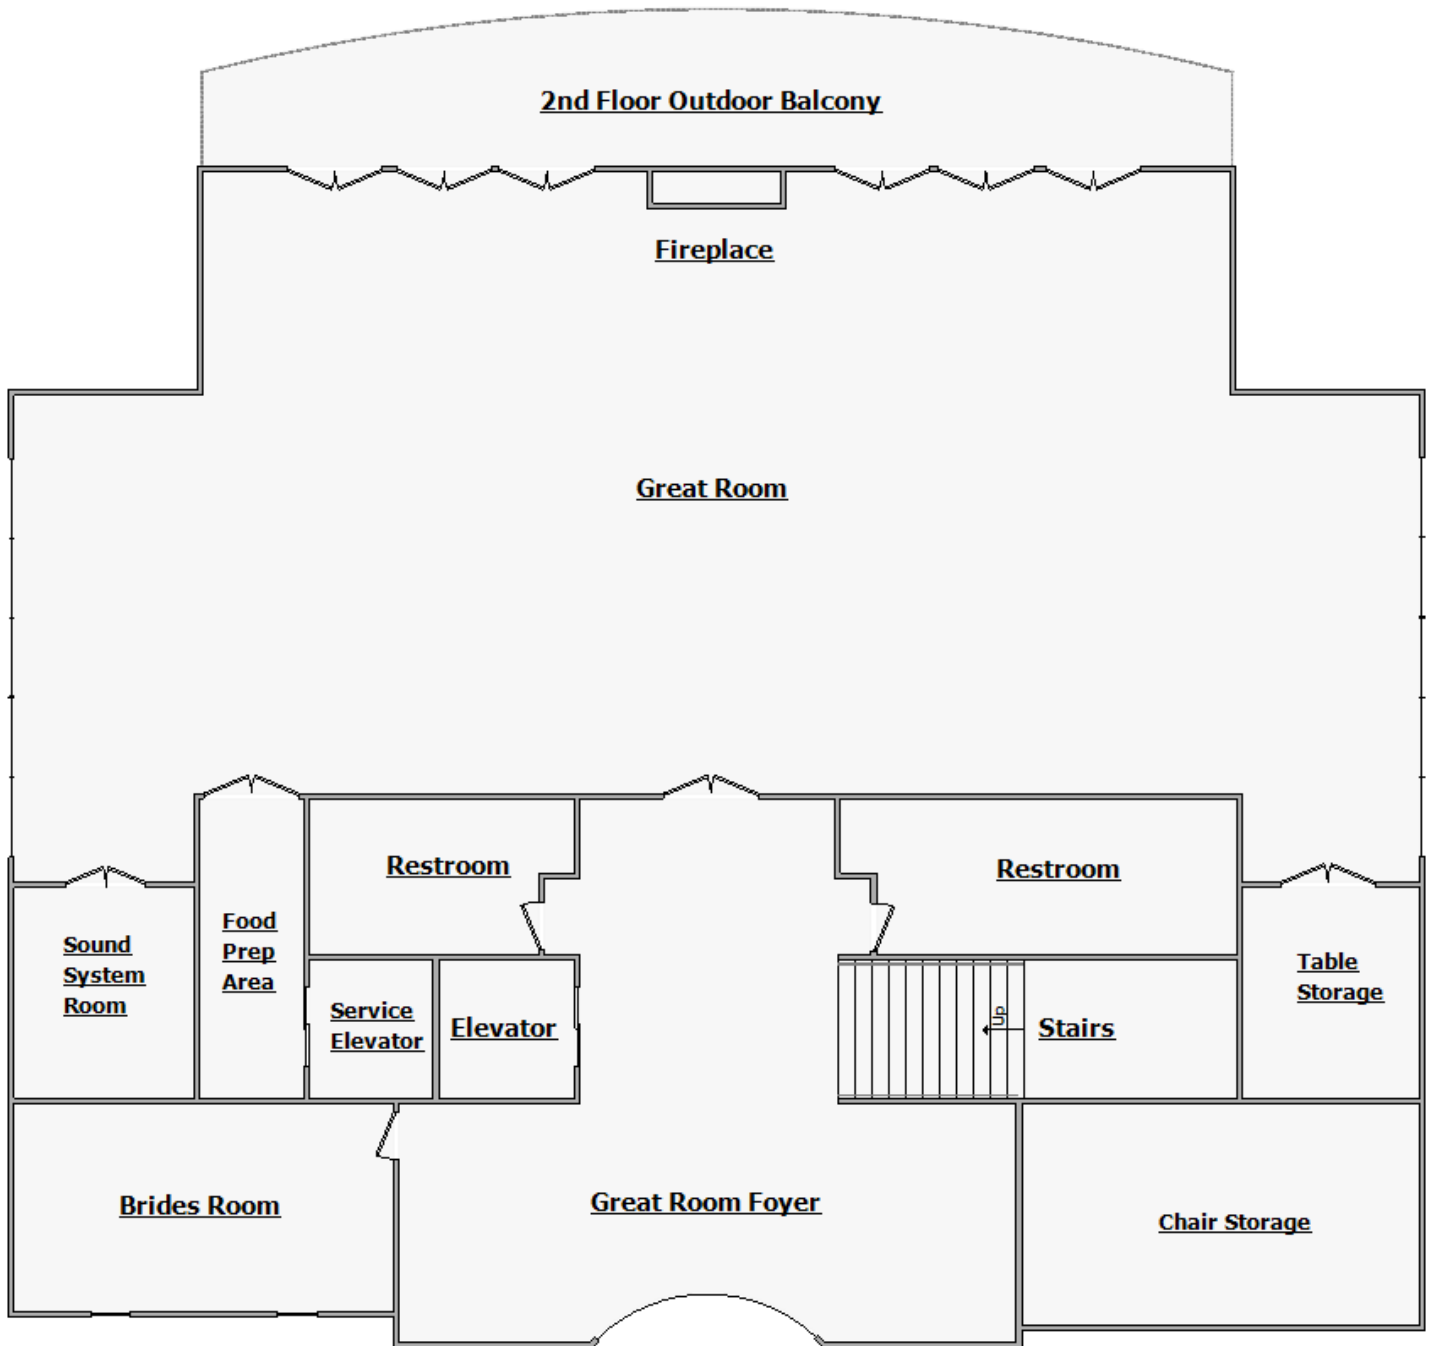 2nd Floor Outdoor Balcony
Fireplace
Great Room
Restroom
Restroom
Food
Prep
Area
Sound
System
Room
Service
Elevator
Elevator
Up
Stairs
Table
Storage
Brides Room
Great Room Foyer
Chair Storage